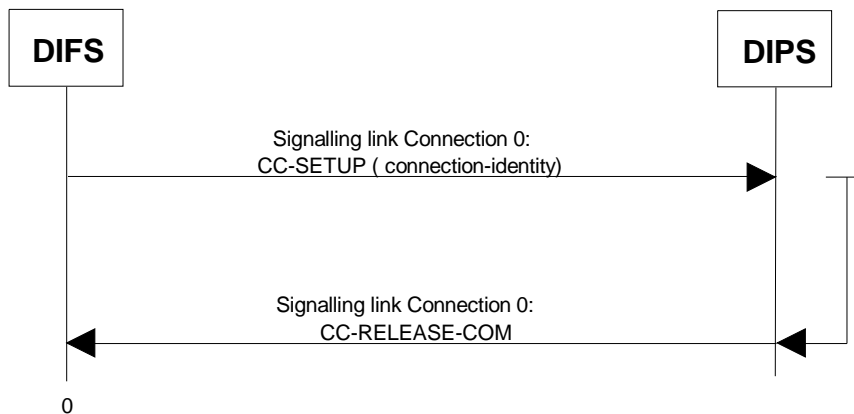 DIFS
DIPS
Signalling link Connection 0:
CC-SETUP ( connection-identity)
Signalling link Connection 0:
CC-RELEASE-COM
0